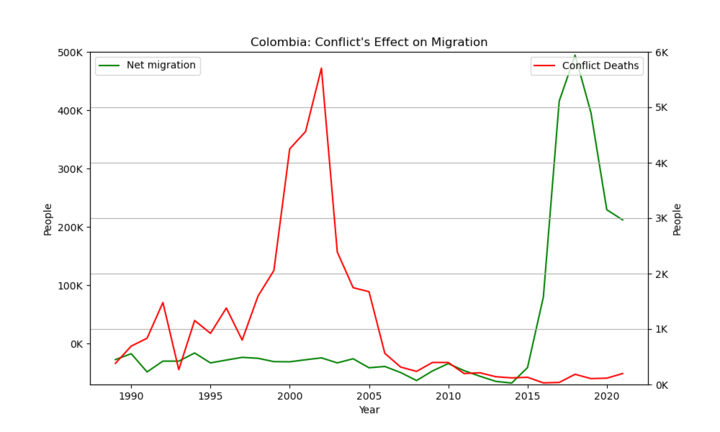 Colombia: Conflict's Effect on Migration
500K
400K
300K
200K
100K
0K
People
Net migration
Conflict Deaths
6K
5K
4K
3K
2K
1K
0K
People
1990
1995
2000
2005
2010
2015
2020
Year